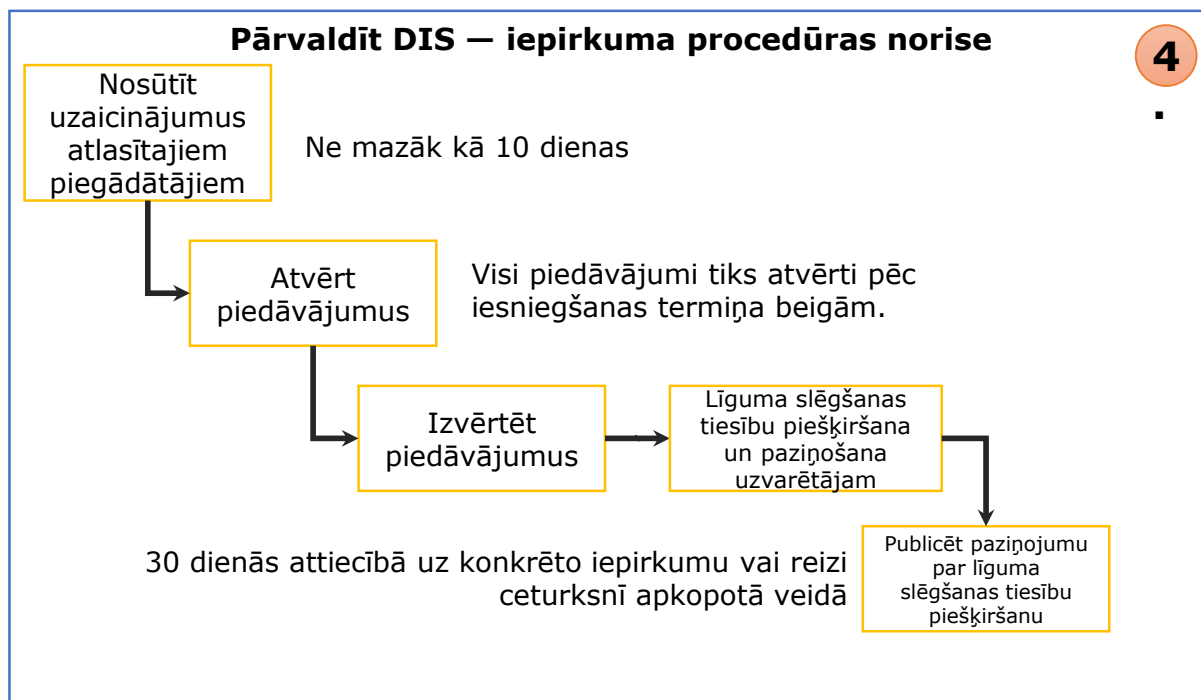 Pārvaldīt DIS — iepirkuma procedūras norise
4
.
Nosūtīt
uzaicinājumus
atlasītajiem
piegādātājiem
Ne mazāk kā 10 dienas
Atvērt
piedāvājumus
Visi piedāvājumi tiks atvērti pēc
iesniegšanas termiņa beigām.
Izvērtēt
piedāvājumus
Līguma slēgšanas
tiesību piešķiršana
un paziņošana
uzvarētājam
30 dienās attiecībā uz konkrēto iepirkumu vai reizi
ceturksnī apkopotā veidā
Publicēt paziņojumu
par līguma
slēgšanas tiesību
piešķiršanu